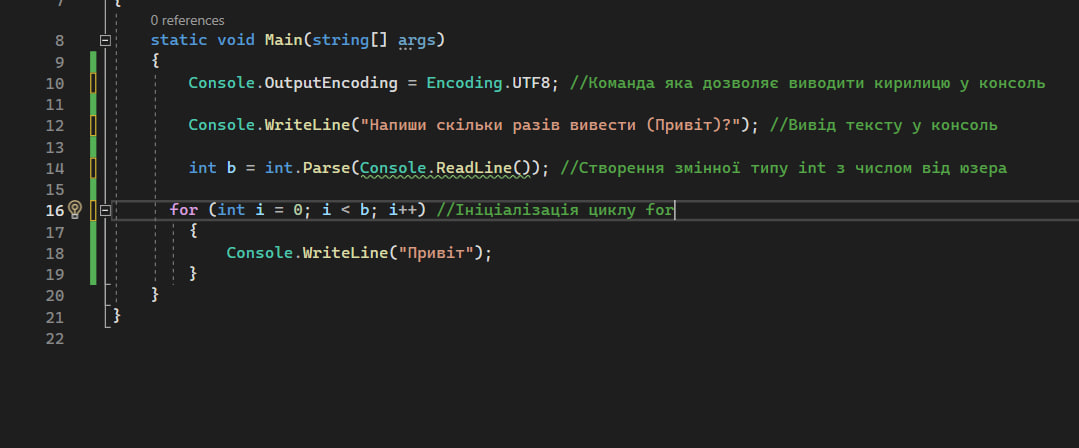 7 {
0 references
8 static void Main(string[] args)
9 {
10 Console.OutputEncoding = Encoding.UTF8; //Команда яка дозволяє виводити кирилицю у консоль
11
12 Console.WriteLine("Напиши скільки разів вивести (Привіт)?"); //Вивід тексту у консоль
13
14 int b = int.Parse(Console.ReadLine()); //Створення змінної типу int з числом від юзера
15
16 for (int i = 0; i < b; i++) //Ініціалізація циклу for
17 {
18 Console.WriteLine("Привіт");
19 }
20 }
21 }
22